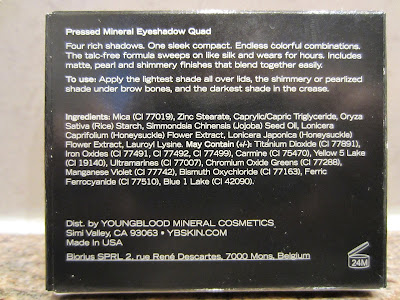 Pressed Mineral Eyeshadow Quad
Four rich shadows. One sleek compact. Endless colorful combinations.
The talc-free formula sweeps on like silk and wears for hours. Includes
matte, pearl and shimmery finishes that blend together easily.
To use: Apply the lightest shade all over lids, the shimmery or pearlized
shade under brow bones, and the darkest shade in the crease.
Ingredients: Mica (CI 77019), Zinc Stearate, Caprylic/Capric Triglyceride, Oryza
Sativa (Rice) Starch, Simmondsia Chinensis (Jojoba) Seed Oil, Lonicera
Caprifolium (Honeysuckle) Flower Extract, Lonicera Japonica (Honeysuckle)
Flower Extract, Lauroyl Lysine. May Contain (+/-): Titanium Dioxide (CI 77891),
Iron Oxides (CI 77491, CI 77492, CI 77499), Carmine (CI 75470), Yellow 5 Lake
(CI 19140), Ultramarines (CI 77007), Chromium Oxide Greens (CI 77288),
Manganese Violet (CI 77742), Bismuth Oxychloride (CI 77163), Ferric
Ferrocyanide (CI 77510), Blue 1 Lake (CI 42090).
Dist. by YOUNGBLOOD MINERAL COSMETICS
Simi Valley, CA 93063 • YBSKIN.COM
Made in USA
Biorius SPRL 2, rue René Descartes, 7000 Mons, Belgium
24M